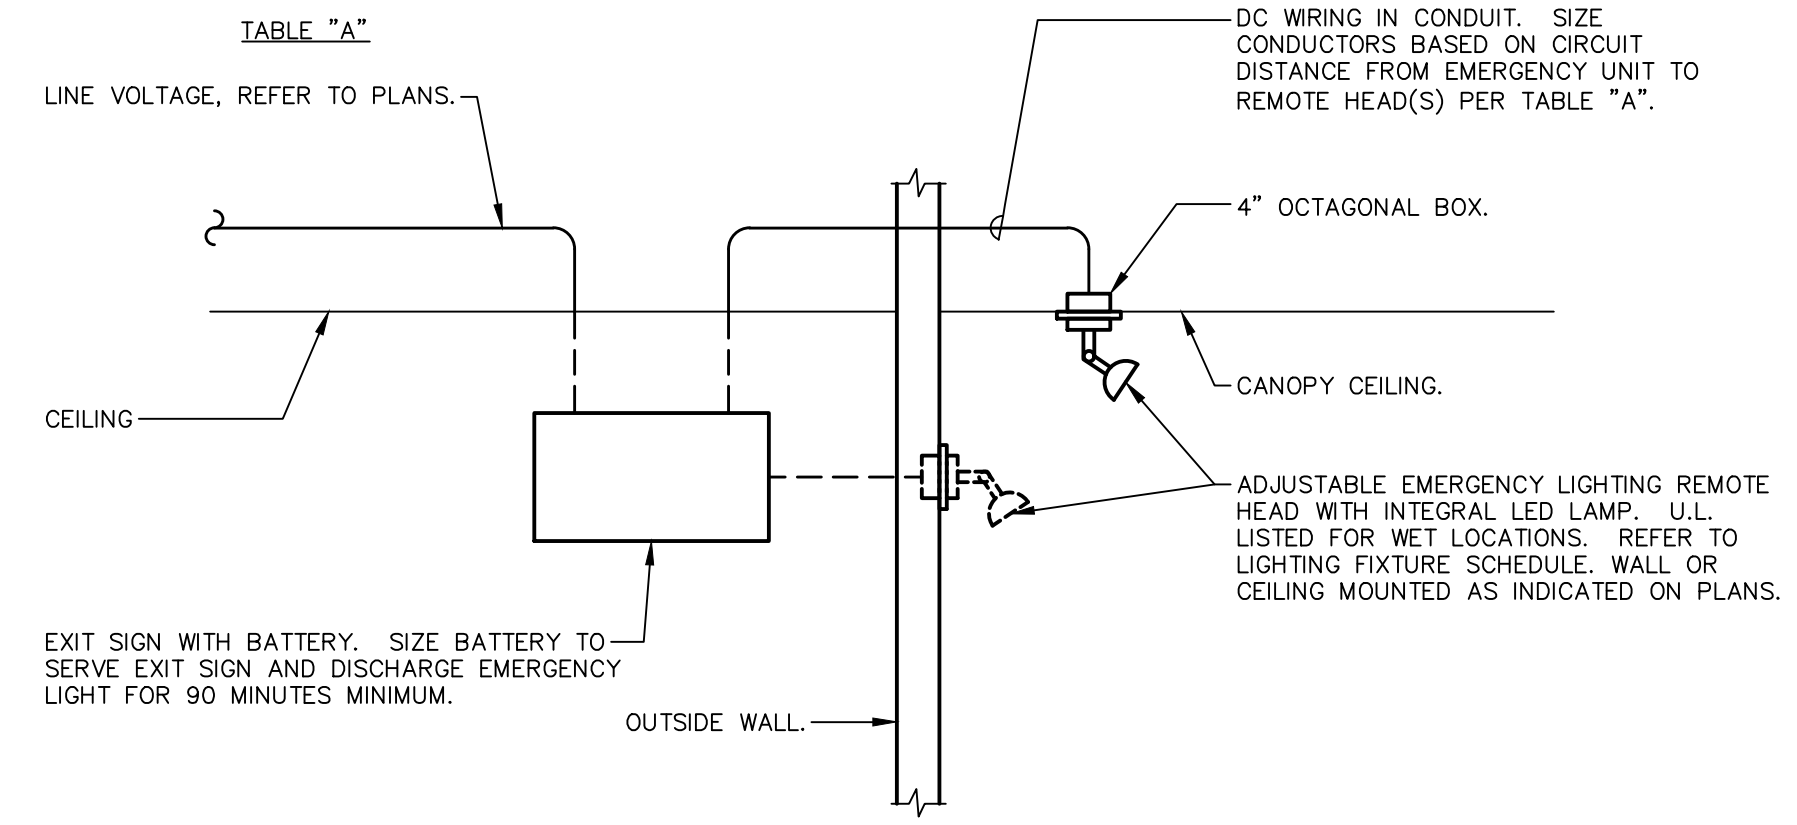 TABLE "A"
LINE VOLTAGE, REFER TO PLANS.
DC WIRING IN CONDUIT. SIZE
CONDUCTORS BASED ON CIRCUIT
DISTANCE FROM EMERGENCY UNIT TO
REMOTE HEAD(S) PER TABLE "A".
4" OCTAGONAL BOX.
CANOPY CEILING.
CEILING
ADJUSTABLE EMERGENCY LIGHTING REMOTE
HEAD WITH INTEGRAL LED LAMP. U.L.
LISTED FOR WET LOCATIONS. REFER TO
LIGHTING FIXTURE SCHEDULE. WALL OR
CEILING MOUNTED AS INDICATED ON PLANS.
EXIT SIGN WITH BATTERY. SIZE BATTERY TO
SERVE EXIT SIGN AND DISCHARGE EMERGENCY
LIGHT FOR 90 MINUTES MINIMUM.
OUTSIDE WALL.